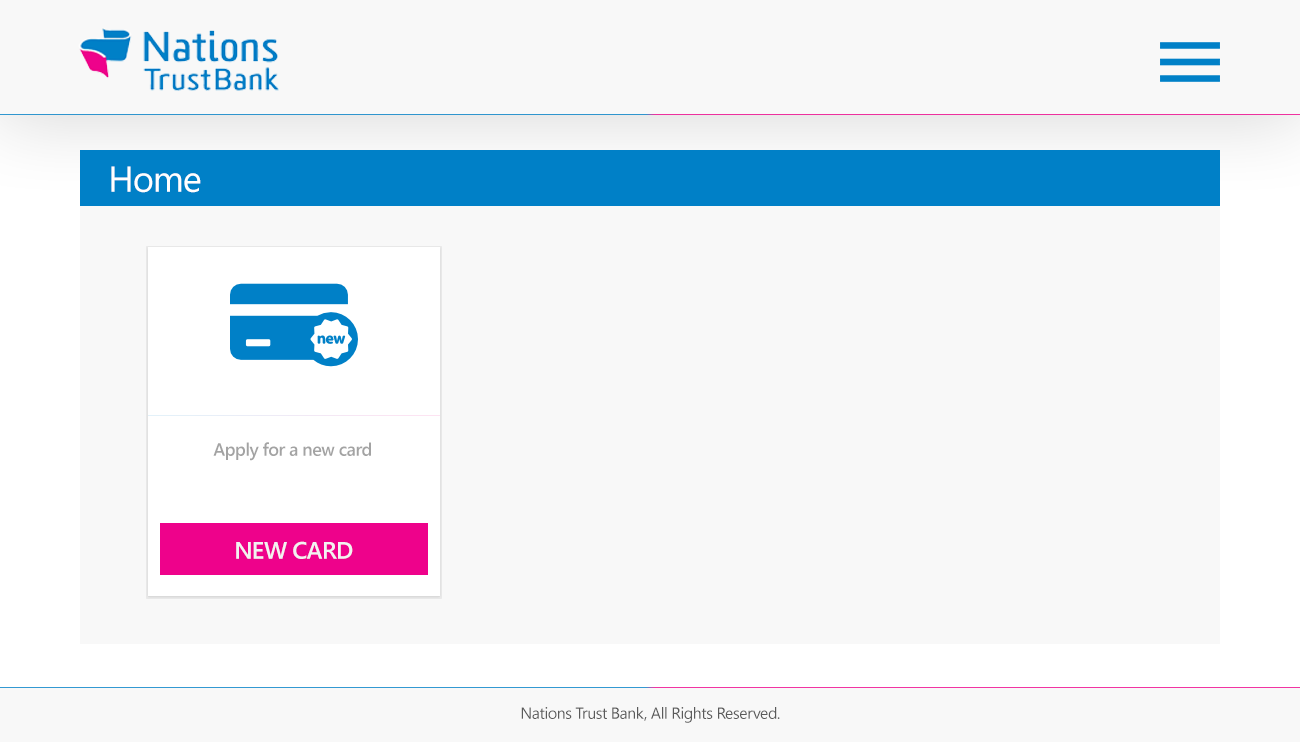 Nations
TrustBank
Home
new
Apply for a new card
NEW CARD
Nations Trust Bank, All Rights Reserved.